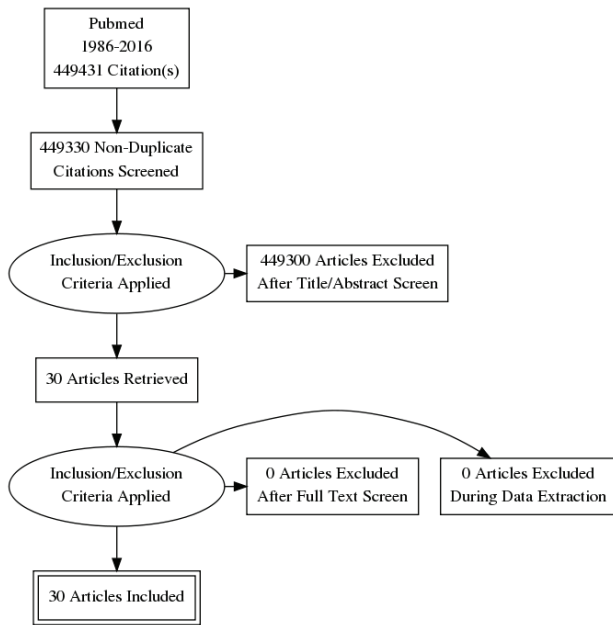 Pubmed
1986-2016
449431 Citation(s)
449330 Non-Duplicate
Citations Screened
Inclusion/Exclusion
Criteria Applied
449300 Articles Excluded
After Title/Abstract Screen
30 Articles Retrieved
Inclusion/Exclusion
Criteria Applied
0 Articles Excluded
After Full Text Screen
0 Articles Excluded
During Data Extraction
30 Articles Included